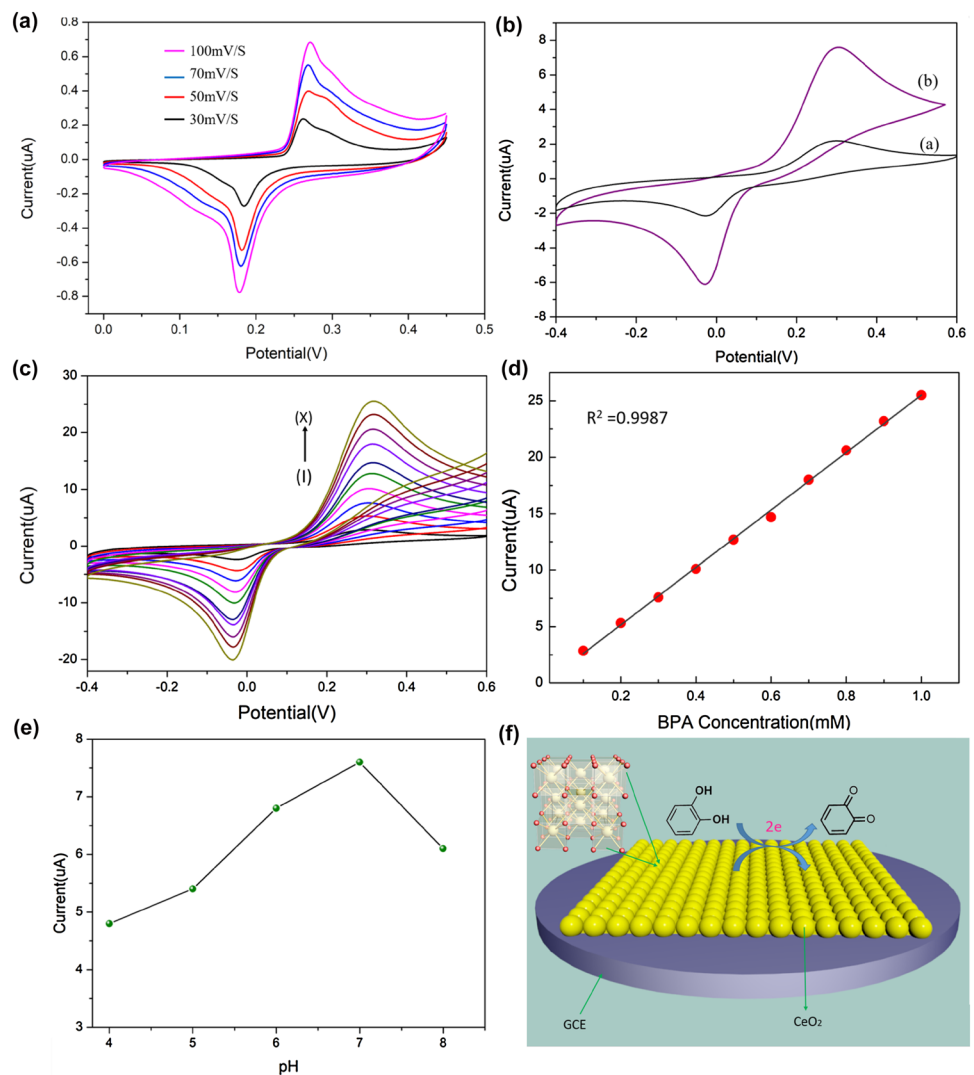 (a)
0.8
0.6
0.4
0.2
0.0
-0.2
-0.4
-0.6
-0.8
Current(uA)
100mV/S
70mV/S
50mV/S
30mV/S
0.0 0.1 0.2 0.3 0.4 0.5
Potential(V)
(b)
8
6
4
2
0
-2
-4
-6
-8
Current(uA)
(b)
(a)
-0.4 -0.2 0.0 0.2 0.4 0.6
Potential(V)
(c)
30
20
10
0
-10
-20
Current(uA)
(X)
(I)
-0.4 -0.2 0.0 0.2 0.4 0.6
Potential(V)
(d)
25
20
15
10
5
0
Current(uA)
R² =0.9987
0.2 0.4 0.6 0.8 1.0
BPA Concentration(mM)
(e)
8
7
6
5
4
3
Current(uA)
4 5 6 7 8
pH
(f)
OH
OH
2e
O
O
GCE
CeO₂